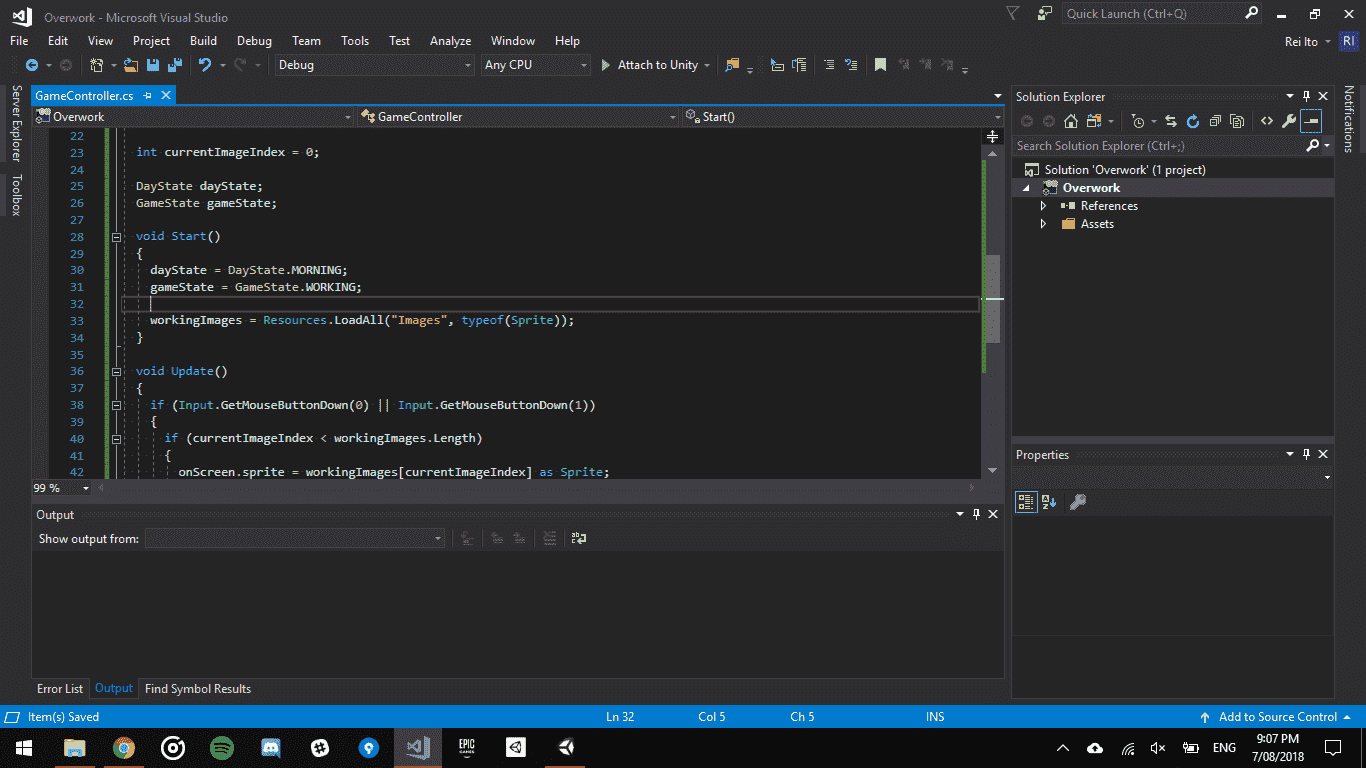 Overwork - Microsoft Visual Studio
Quick Launch (Ctrl+Q)
File Edit View Project Build Debug Team Tools Test Analyze Window Help
Rei Ito RI
Debug Any CPU Attach to Unity
Server Explorer
Toolbox
GameController.cs
Overwork GameController Start()
22
23 int currentImageIndex = 0;
24
25 DayState dayState;
26 GameState gameState;
27
28 void Start()
29 {
30 dayState = DayState.MORNING;
31 gameState = GameState.WORKING;
32
33 workingImages = Resources.LoadAll("Images", typeof(Sprite));
34 }
35
36 void Update()
37 {
38 if (Input.GetMouseButtonDown(0) || Input.GetMouseButtonDown(1))
39 {
40 if (currentImageIndex < workingImages.Length)
41 {
42 onScreen.sprite = workingImages[currentImageIndex] as Sprite;
99 %
Output
Show output from:
Error List Output Find Symbol Results
Solution Explorer
Search Solution Explorer (Ctrl+;)
Solution 'Overwork' (1 project)
Overwork
References
Assets
Properties
Notifications
Item(s) Saved Ln 32 Col 5 Ch 5 INS Add to Source Control
EPIC
GAMES
ENG
9:07 PM
7/08/2018